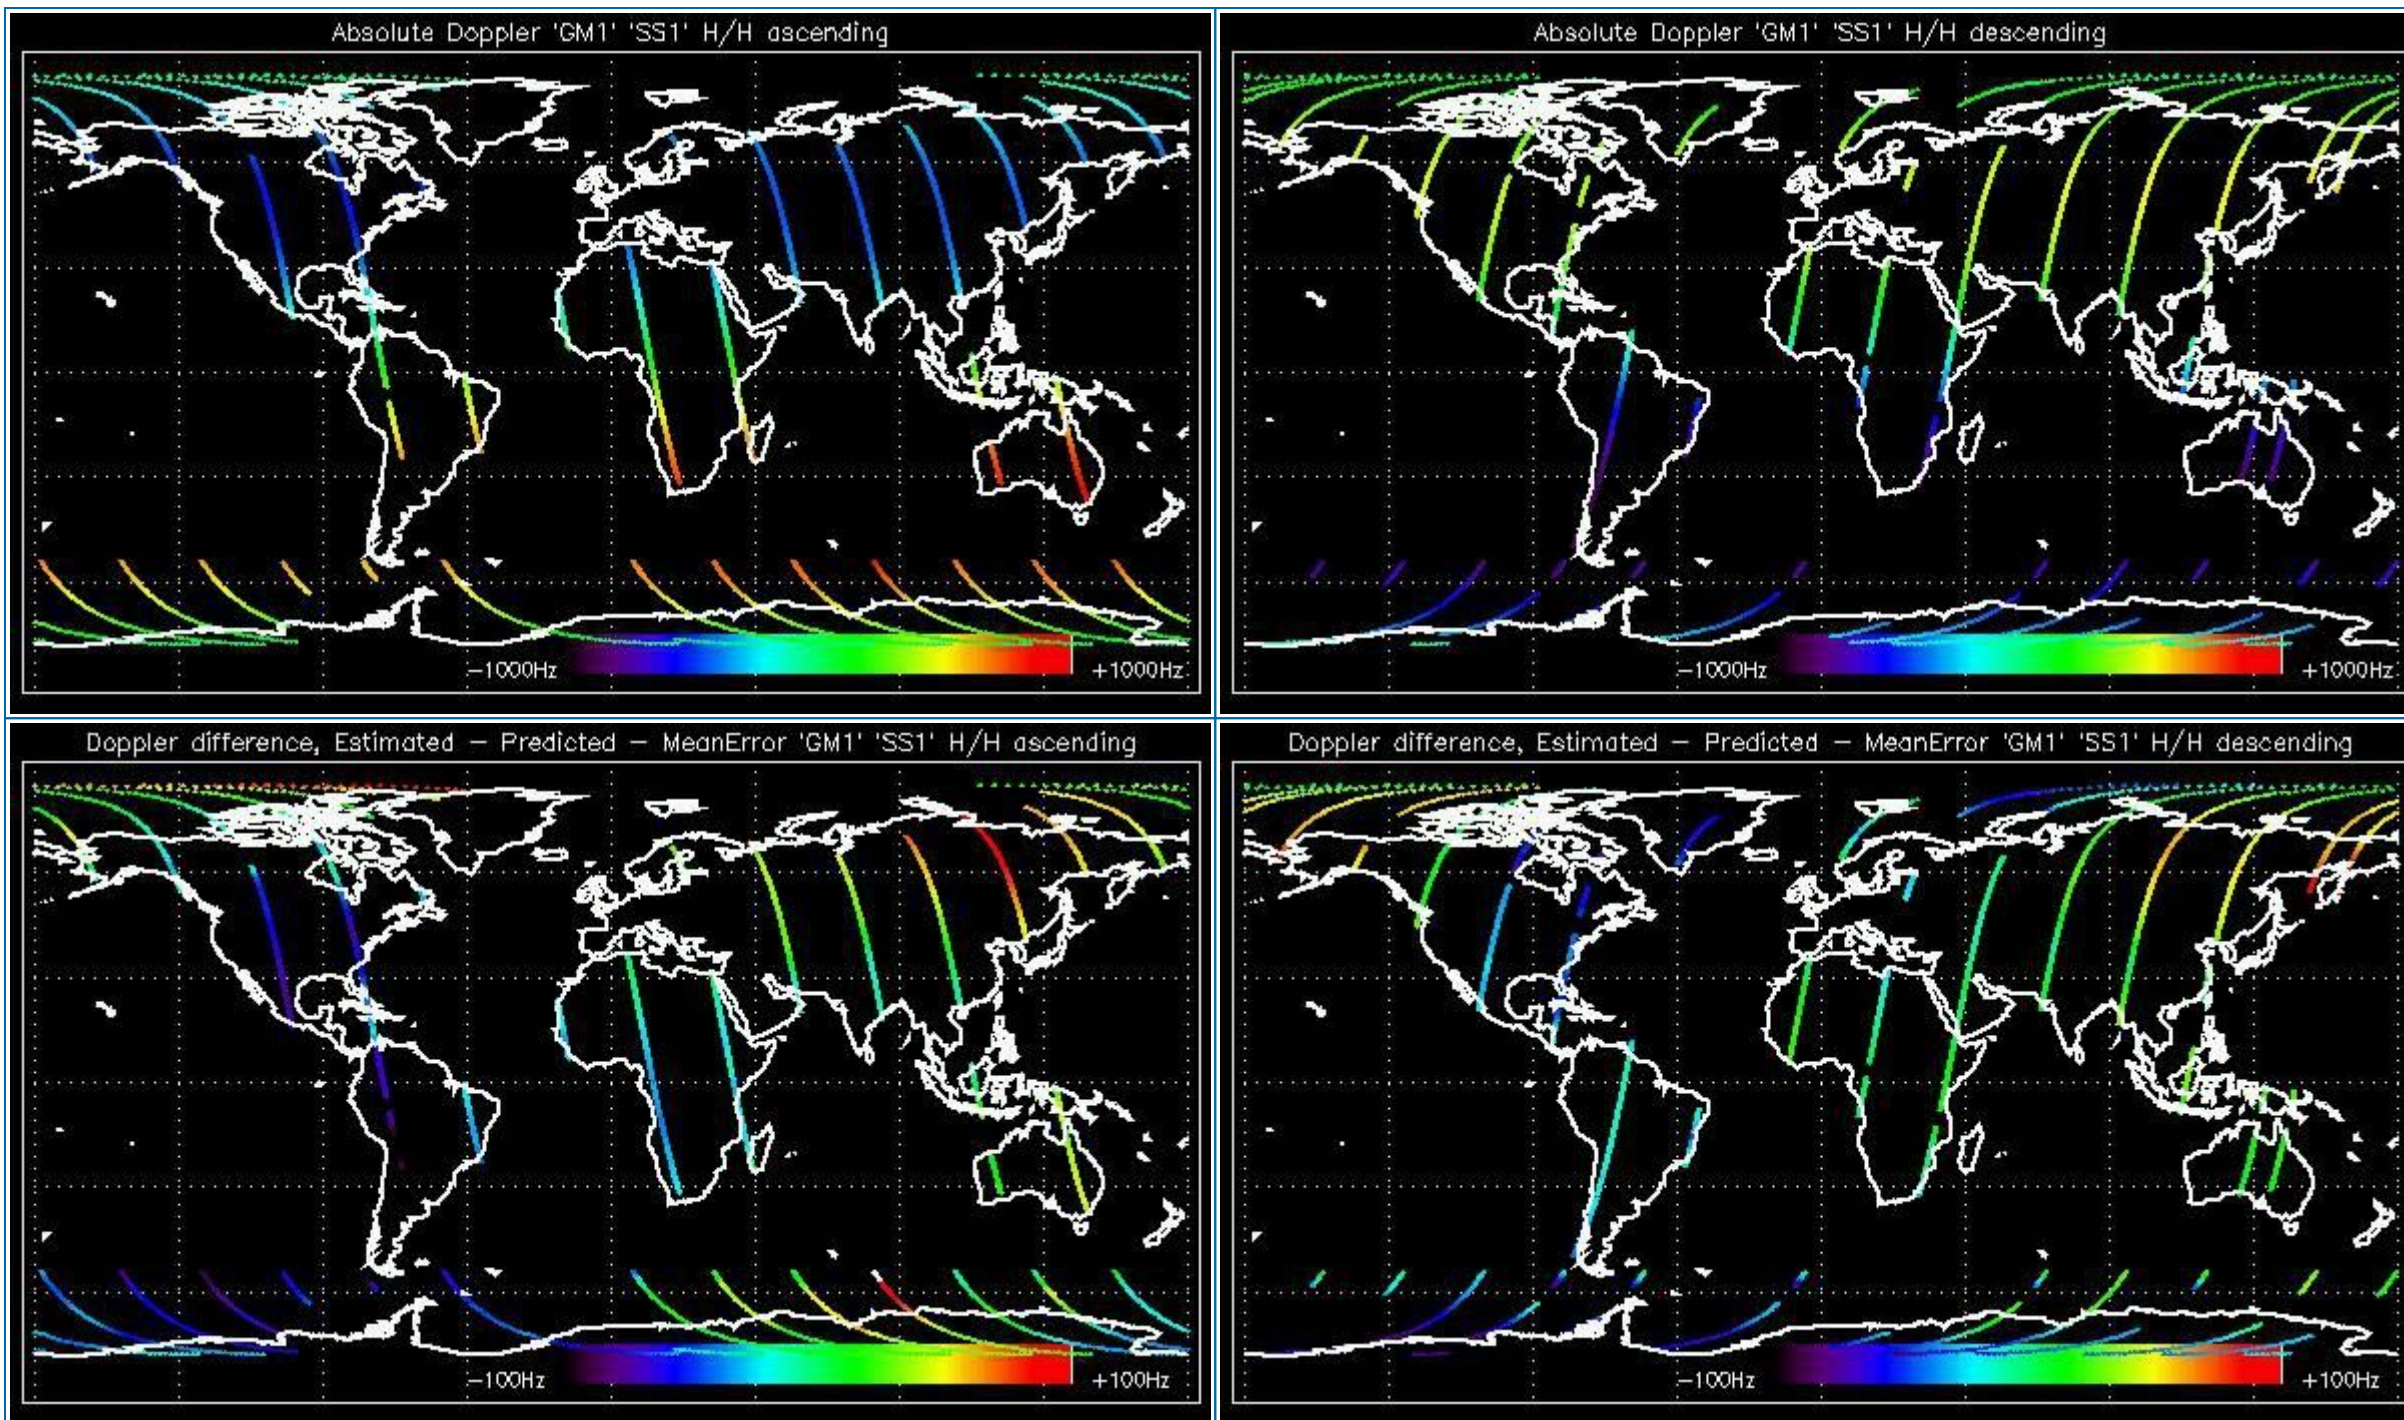 Absolute Doppler 'GM1' 'SS1' H/H ascending
−1000Hz
+1000Hz
Absolute Doppler 'GM1' 'SS1' H/H descending
−1000Hz
+1000Hz
Doppler difference, Estimated − Predicted − MeanError 'GM1' 'SS1' H/H ascending
−100Hz
+100Hz
Doppler difference, Estimated − Predicted − MeanError 'GM1' 'SS1' H/H descending
−100Hz
+100Hz